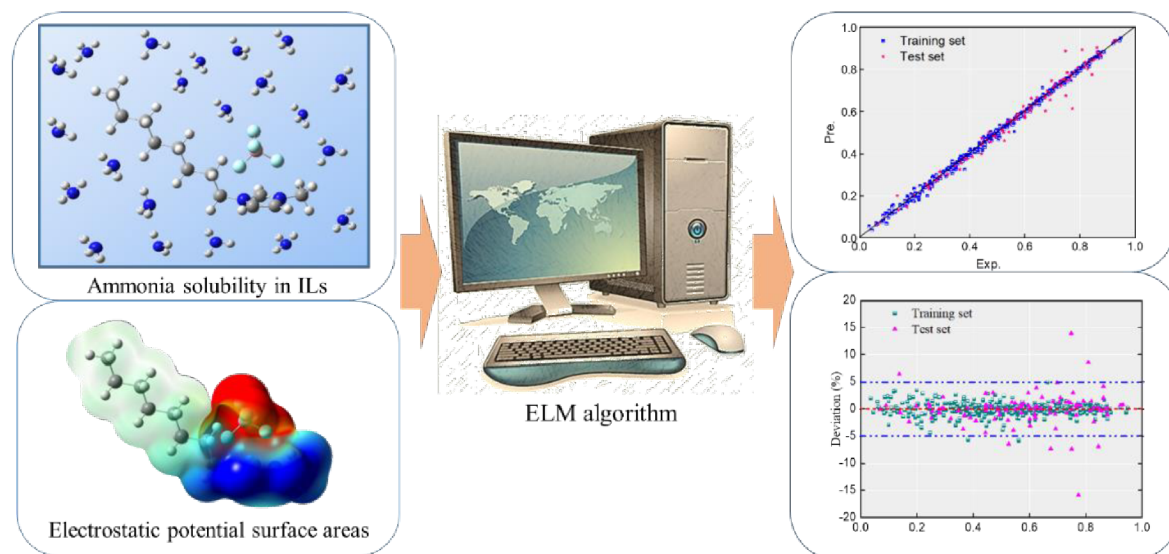 Ammonia solubility in ILs
Electrostatic potential surface areas
ELM algorithm
1.0
0.8
0.6
0.4
0.2
0.0
Pre.
Training set
Test set
0.2 0.4 0.6 0.8 1.0
Exp.
20
15
10
5
0
-5
-10
-15
-20
Deviation (%)
Training set
Test set
0.0 0.2 0.4 0.6 0.8 1.0